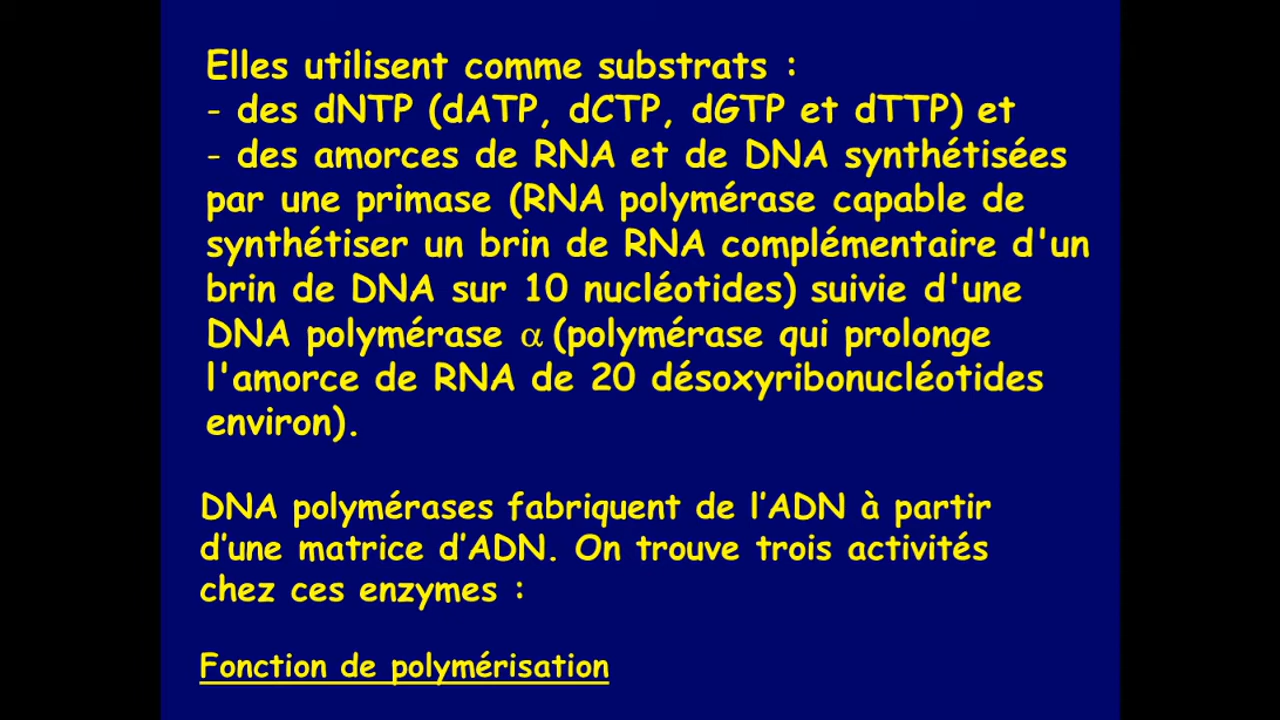 Elles utilisent comme substrats :
- des dNTP (dATP, dCTP, dGTP et dTTP) et
- des amorces de RNA et de DNA synthétisées
par une primase (RNA polymérase capable de
synthétiser un brin de RNA complémentaire d'un
brin de DNA sur 10 nucléotides) suivie d'une
DNA polymérase α (polymérase qui prolonge
l'amorce de RNA de 20 désoxyribonucléotides
environ).
DNA polymérases fabriquent de l’ADN à partir
d’une matrice d’ADN. On trouve trois activités
chez ces enzymes :
Fonction de polymérisation